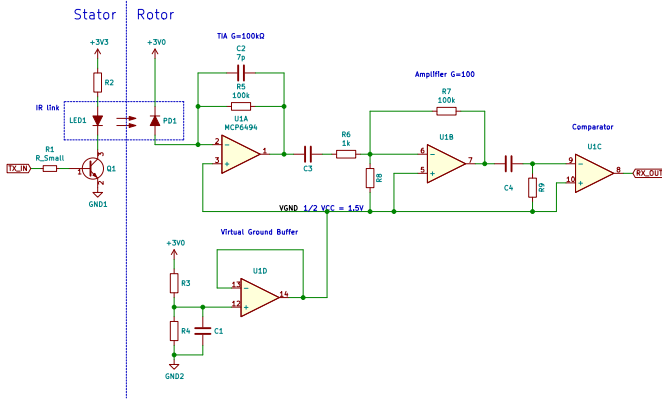 Stator Rotor
TIA G=100kΩ
+3V3
+3V0
C2
7p
R2
R5
100k
Amplifier G=100
R7
100k
IR link
LED1
PD1
U1A
MCP6494
Comparator
R1
R_Small
TX_IN
1
3
2
Q1
GND1
2
3
1
C3
R6
1k
R8
6
5
7
U1B
C4
R9
9
10
8
U1C
RX_OUT
VGND 1/2 VCC = 1.5V
Virtual Ground Buffer
+3V0
R3
R4
C1
GND2
13
12
14
U1D